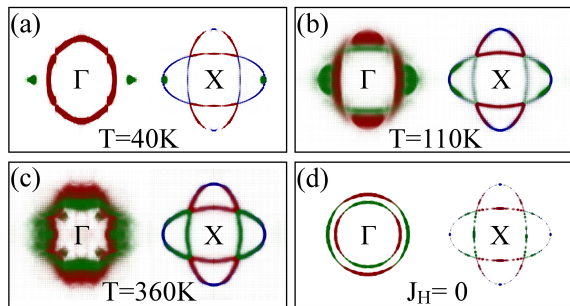 (a) Γ X T=40K
(b) Γ X T=110K
(c) Γ X T=360K
(d) Γ X J_H= 0